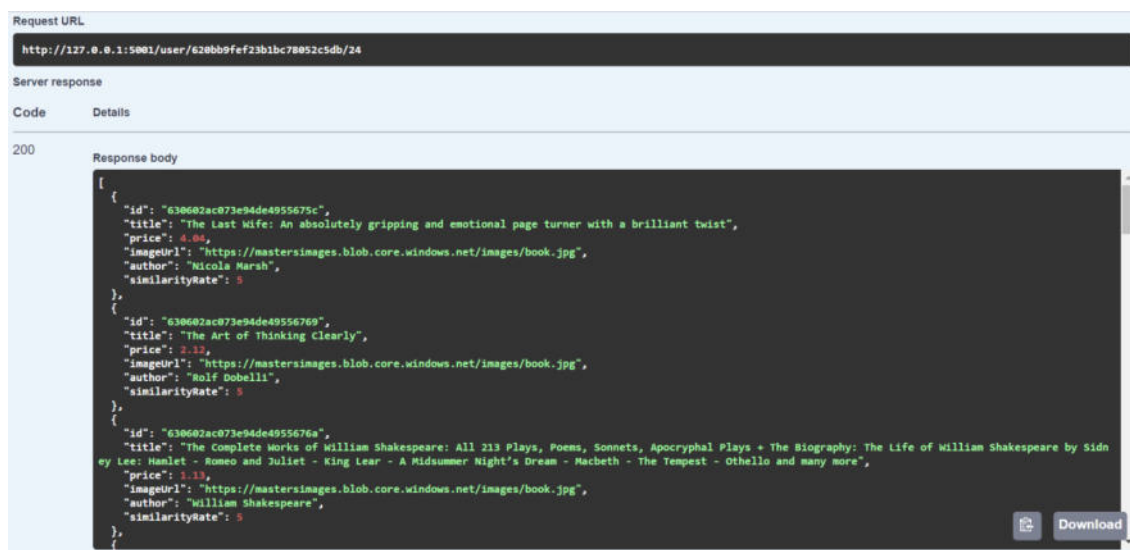 Request URL
http://127.0.0.1:5001/user/620bb9fef23b1bc78052c5db/24
Server response
Code Details
200
Response body
[
{
"id": "630602ac073e94de4955675c",
"title": "The Last Wife: An absolutely gripping and emotional page turner with a brilliant twist",
"price": 4.04,
"imageUrl": "https://mastersimages.blob.core.windows.net/images/book.jpg",
"author": "Nicola Marsh",
"similarityRate": 5
},
{
"id": "630602ac073e94de49556769",
"title": "The Art of Thinking Clearly",
"price": 2.12,
"imageUrl": "https://mastersimages.blob.core.windows.net/images/book.jpg",
"author": "Rolf Dobelli",
"similarityRate": 5
},
{
"id": "630602ac073e94de4955676a",
"title": "The Complete Works of William Shakespeare: All 213 Plays, Poems, Sonnets, Apocryphal Plays + The Biography: The Life of William Shakespeare by Sidn
ey Lee: Hamlet - Romeo and Juliet - King Lear - A Midsummer Night's Dream - Macbeth - The Tempest - Othello and many more",
"price": 1.13,
"imageUrl": "https://mastersimages.blob.core.windows.net/images/book.jpg",
"author": "William Shakespeare",
"similarityRate": 5
},
{
Download